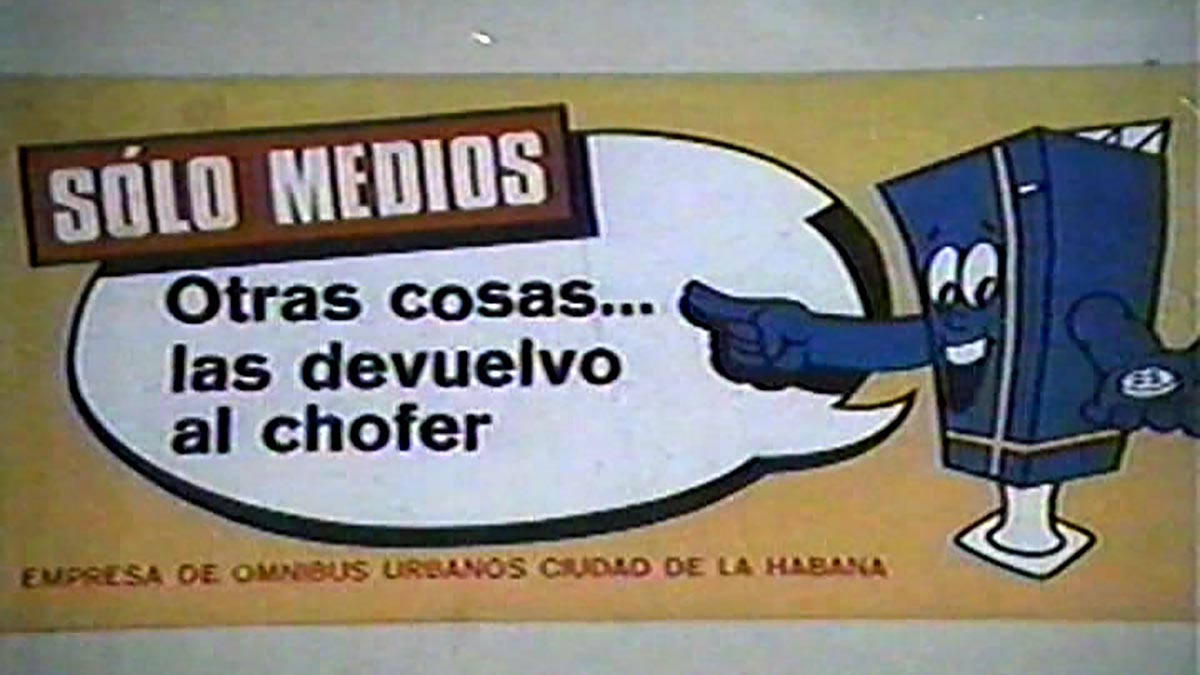 SÓLO MEDIOS
Otras cosas...
las devuelvo
al chofer
EMPRESA DE OMNIBUS URBANOS CIUDAD DE LA HABANA